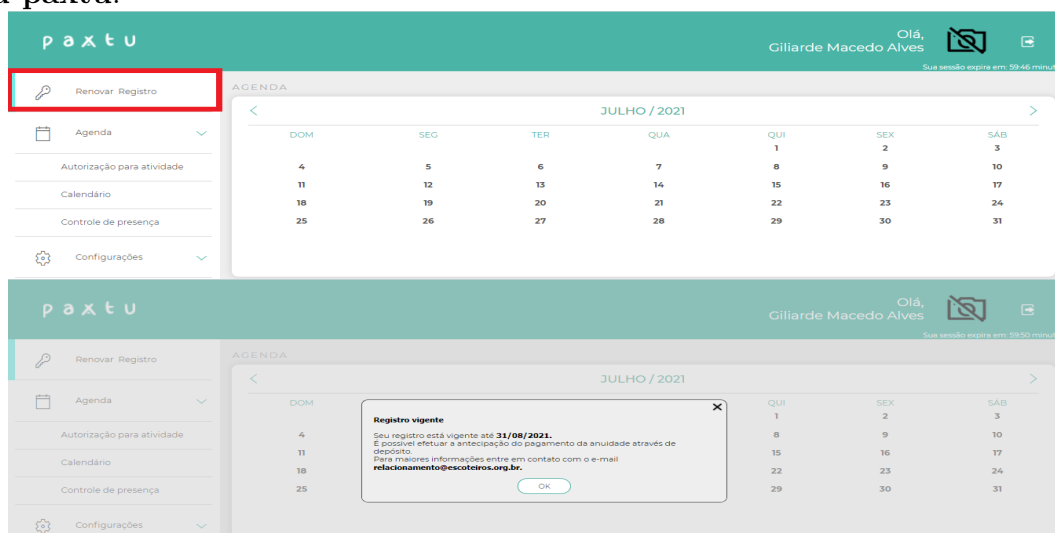 a paxtu.
paxtu
Olá,
Giliarde Macedo Alves
Sua sessão expira em: 59:46 minut
Renovar Registro
AGENDA
< JULHO / 2021 >
Agenda
DOM SEG TER QUA QUI SEX SÁB
1 2 3
Autorização para atividade
4 5 6 7 8 9 10
11 12 13 14 15 16 17
Calendário
18 19 20 21 22 23 24
Controle de presença
25 26 27 28 29 30 31
Configurações
paxtu
Olá,
Giliarde Macedo Alves
Sua sessão expira em: 59:50 minut
Renovar Registro
AGENDA
< JULHO / 2021 >
Agenda
DOM QUI SEX SÁB
1 2 3
Autorização para atividade
4 8 9 10
11 15 16 17
Calendário
18 22 23 24
Controle de presença
25 29 30 31
Configurações
X
Registro vigente
Seu registro está vigente até 31/08/2021.
É possivel efetuar a antecipação do pagamento da anuidade através de
depósito.
Para maiores informações entre em contato com o e-mail
relacionamento@escoteiros.org.br.
OK